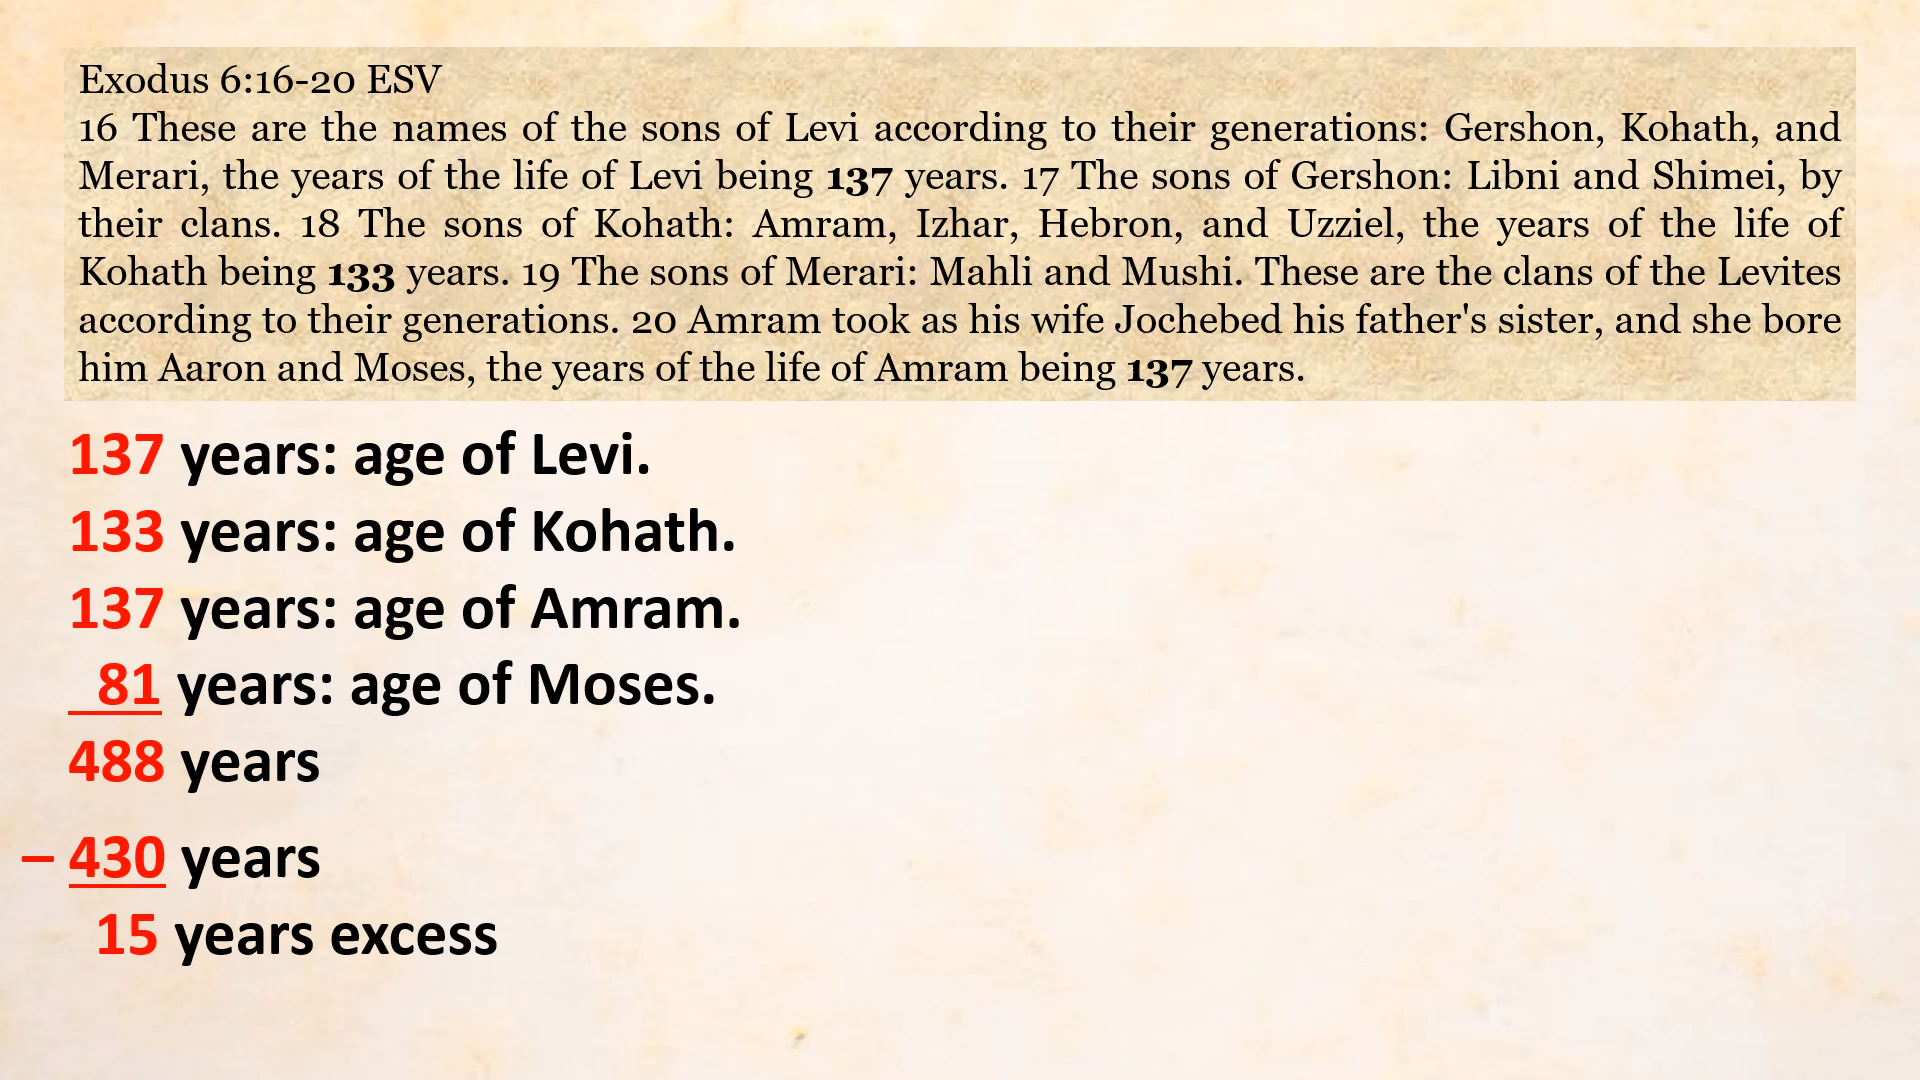 Exodus 6:16-20 ESV
16 These are the names of the sons of Levi according to their generations: Gershon, Kohath, and
Merari, the years of the life of Levi being 137 years. 17 The sons of Gershon: Libni and Shimei, by
their clans. 18 The sons of Kohath: Amram, Izhar, Hebron, and Uzziel, the years of the life of
Kohath being 133 years. 19 The sons of Merari: Mahli and Mushi. These are the clans of the Levites
according to their generations. 20 Amram took as his wife Jochebed his father's sister, and she bore
him Aaron and Moses, the years of the life of Amram being 137 years.
137 years: age of Levi.
133 years: age of Kohath.
137 years: age of Amram.
81 years: age of Moses.
488 years
– 430 years
15 years excess